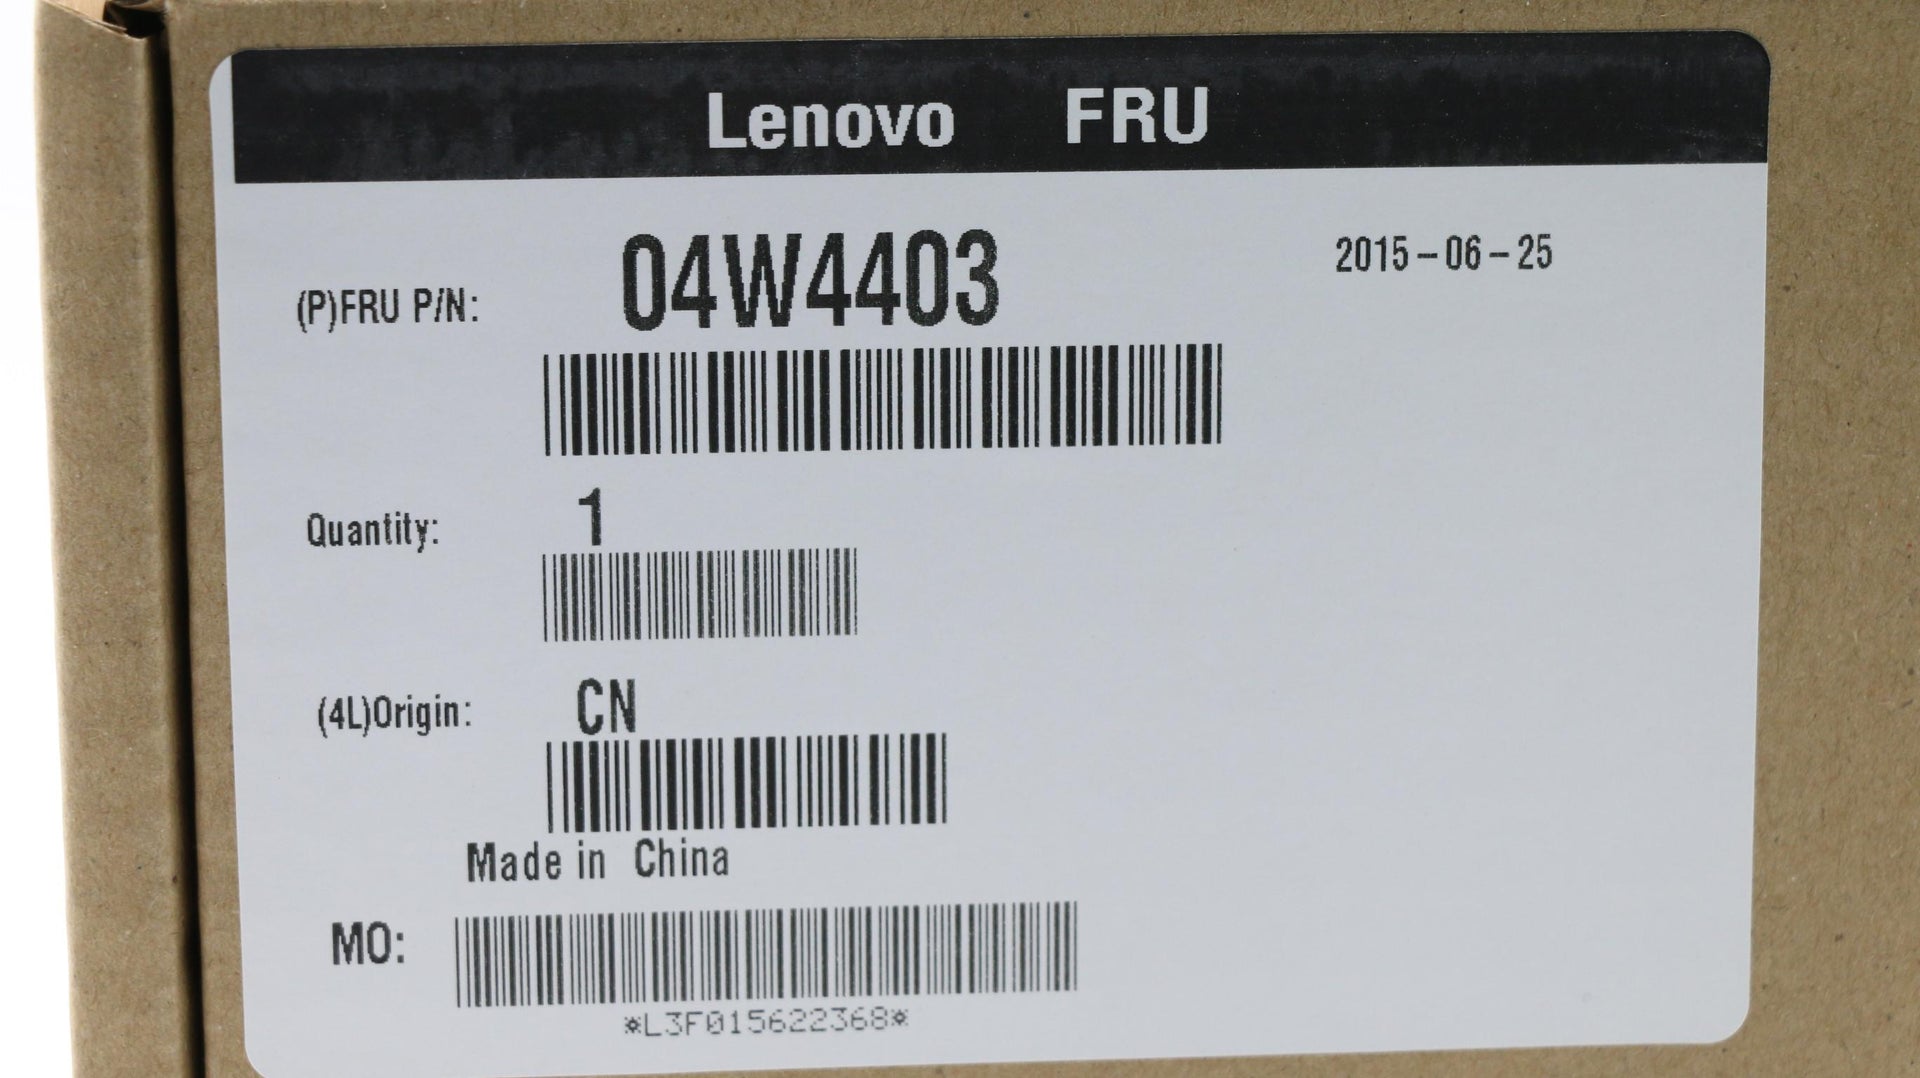 Lenovo FRU
(P)FRU P/N: 04W4403 2015-06-25
Quantity: 1
(4L)Origin: CN
Made in China
MO:
*L3F015622368*